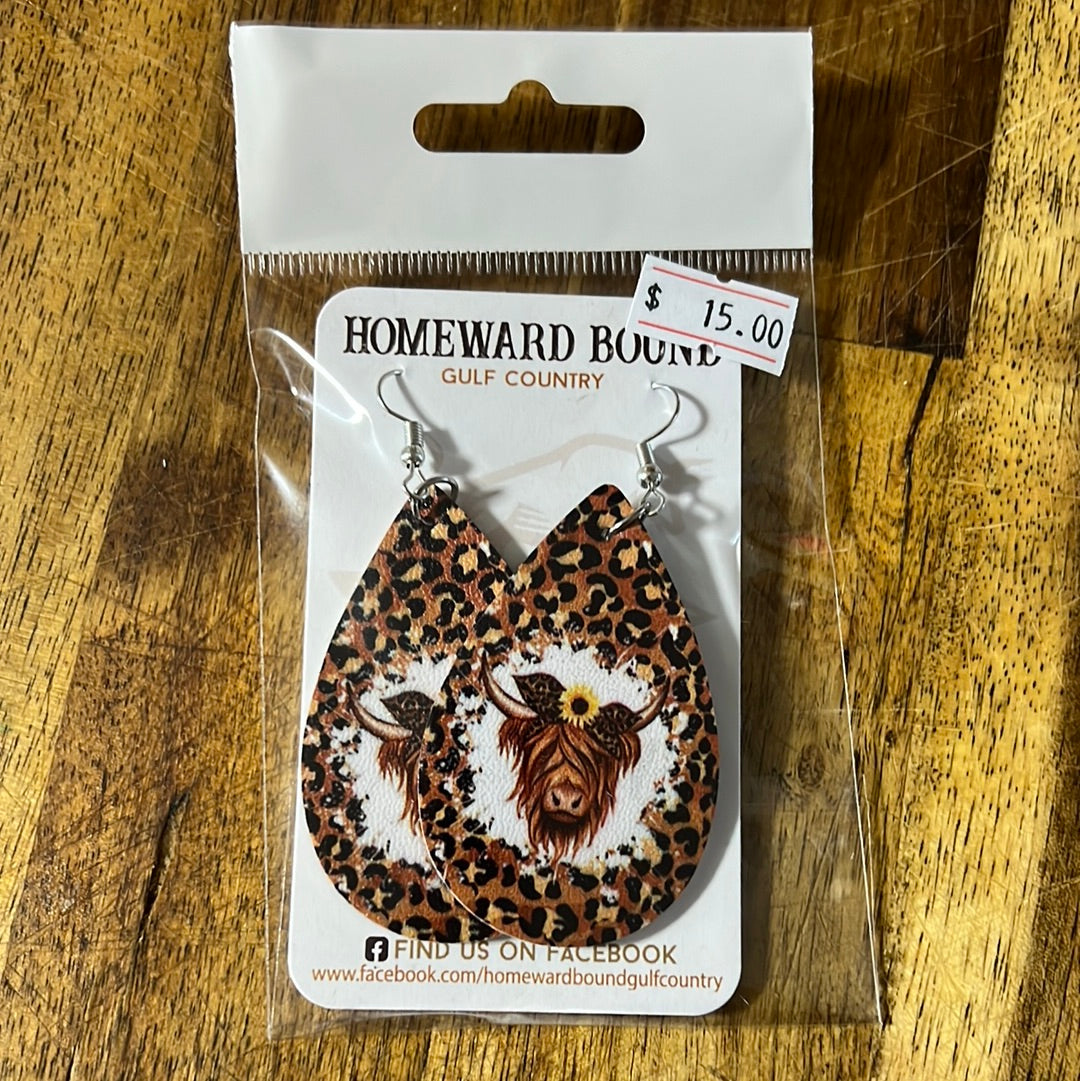 $ 15.00
HOMEWARD BOUND
GULF COUNTRY
FIND US ON FACEBOOK
www.facebook.com/homewardboundgulfcountry